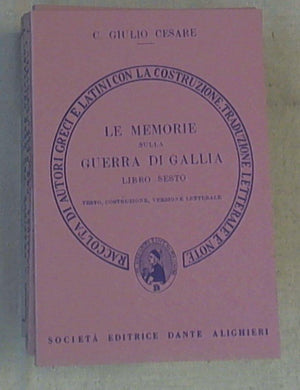 C. GIULIO CESARE
RACCOLTA DI AUTORI GRECI E LATINI CON LA COSTRUZIONE, TRADUZIONE LETTERALE E NOTE
LE MEMORIE
SULLA
GUERRA DI GALLIA
LIBRO SESTO
TESTO, COSTRUZIONE, VERSIONE LETTERALE
SOCIETÀ EDITRICE DANTE ALIGHIERI